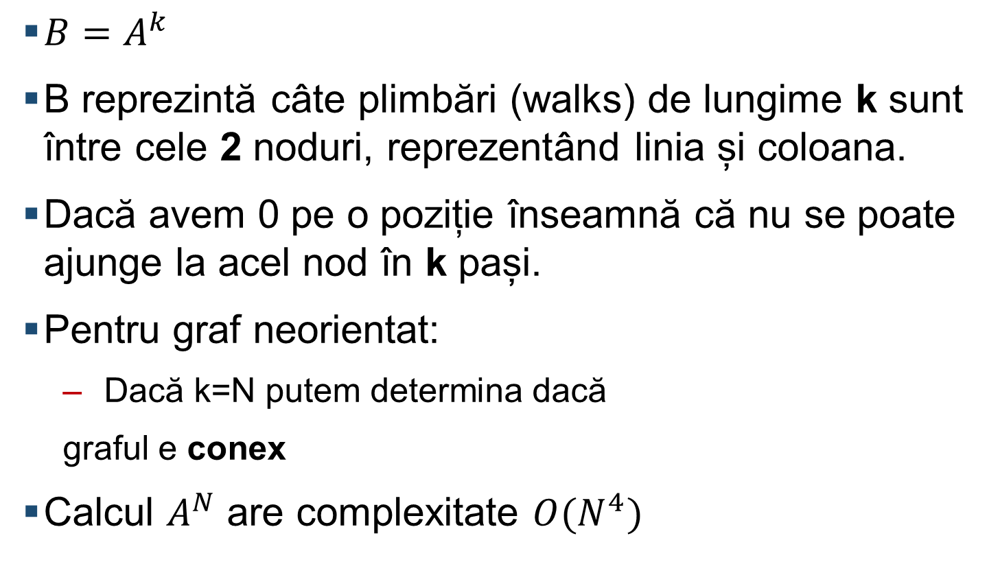 ▪ B = A^k
▪ B reprezintă câte plimbări (walks) de lungime k sunt
între cele 2 noduri, reprezentând linia și coloana.
▪ Dacă avem 0 pe o poziție înseamnă că nu se poate
ajunge la acel nod în k pași.
▪ Pentru graf neorientat:
– Dacă k=N putem determina dacă
graful e conex
▪ Calcul A^N are complexitate O(N^4)